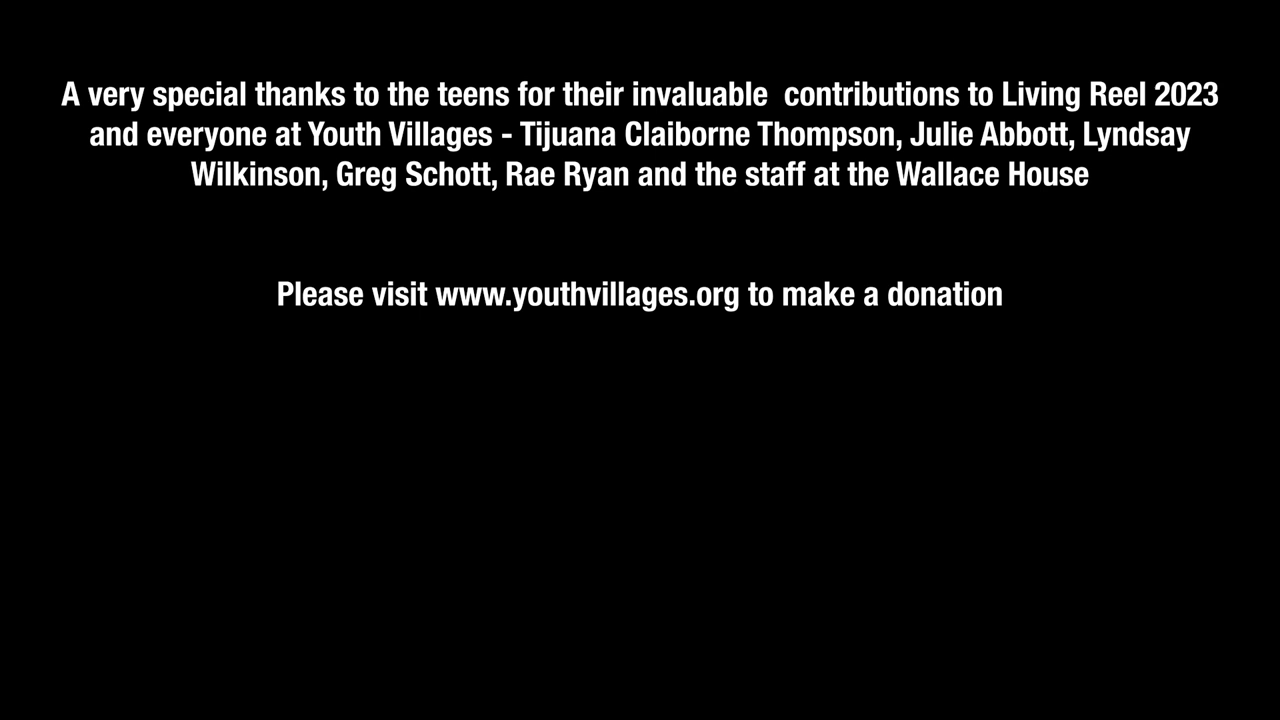 A very special thanks to the teens for their invaluable  contributions to Living Reel 2023
and everyone at Youth Villages - Tijuana Claiborne Thompson, Julie Abbott, Lyndsay
Wilkinson, Greg Schott, Rae Ryan and the staff at the Wallace House
Please visit www.youthvillages.org to make a donation